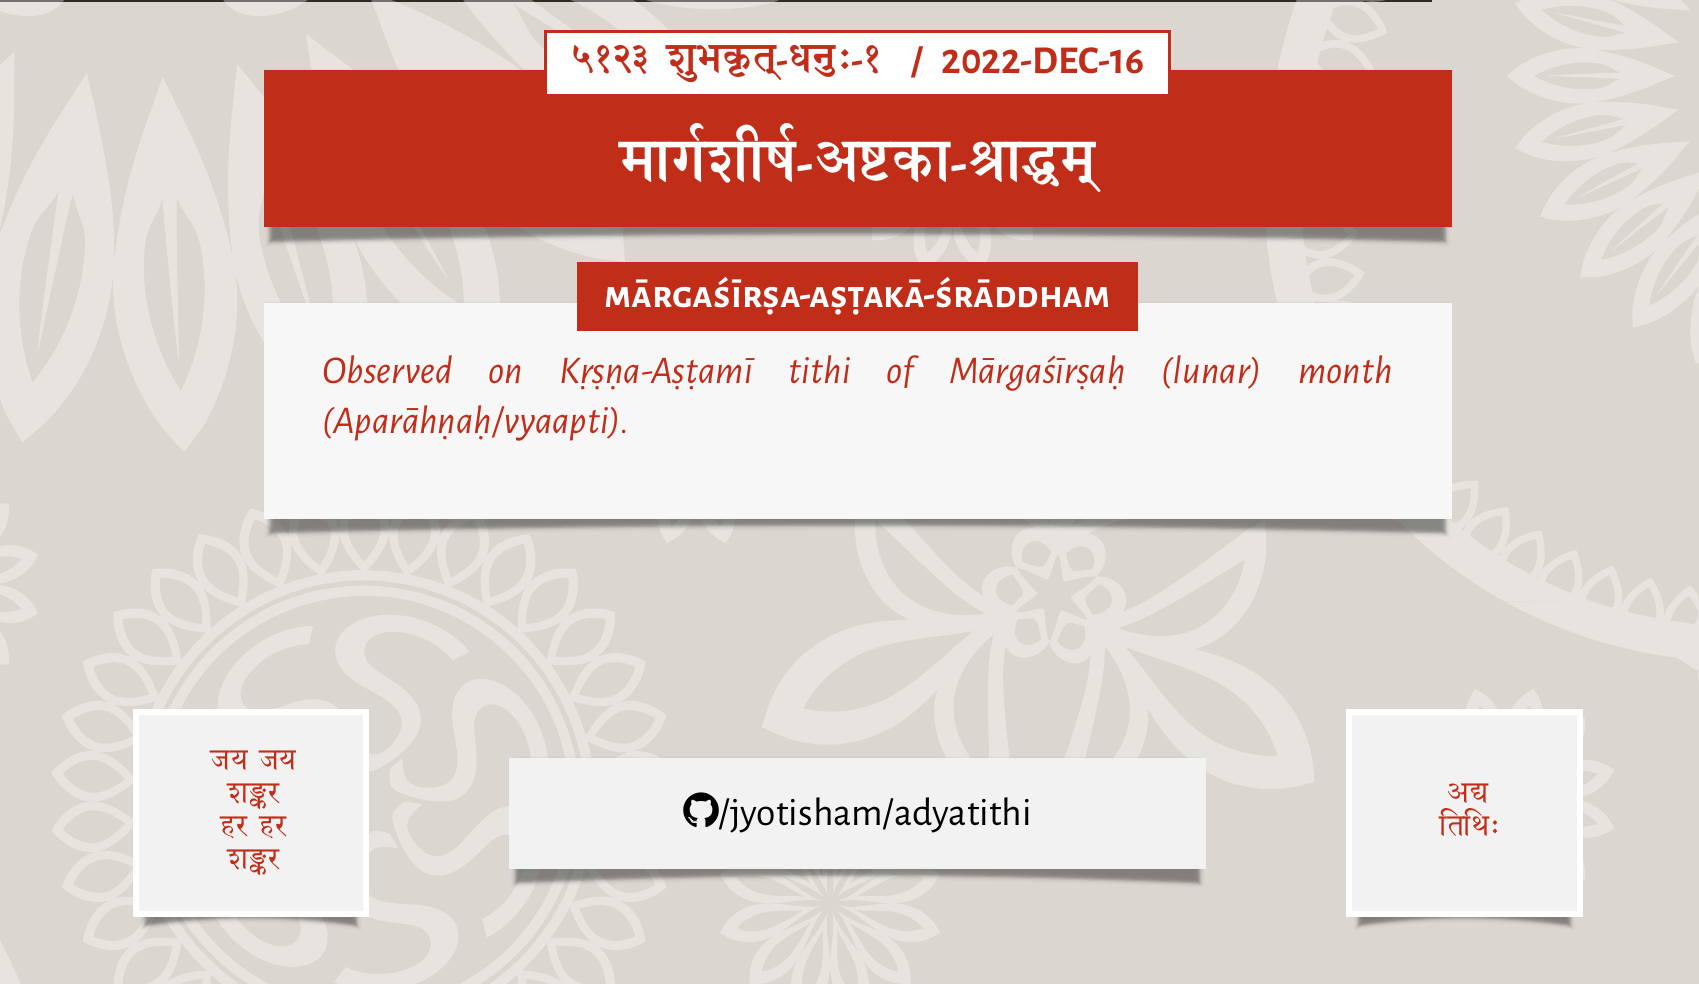 ५१२३ शुभकृत्-धनुः-१ / 2022-DEC-16
मार्गशीर्ष-अष्टका-श्राद्धम्
MĀRGAŚĪRṢA-AṢṬAKĀ-ŚRĀDDHAM
Observed on Kṛṣṇa-Aṣṭamī tithi of Mārgaśīrṣaḥ (lunar) month
(Aparāhṇaḥ/vyaapti).
जय जय
शङ्कर
हर हर
शङ्कर
/jyotisham/adyatithi
अद्य
तिथिः